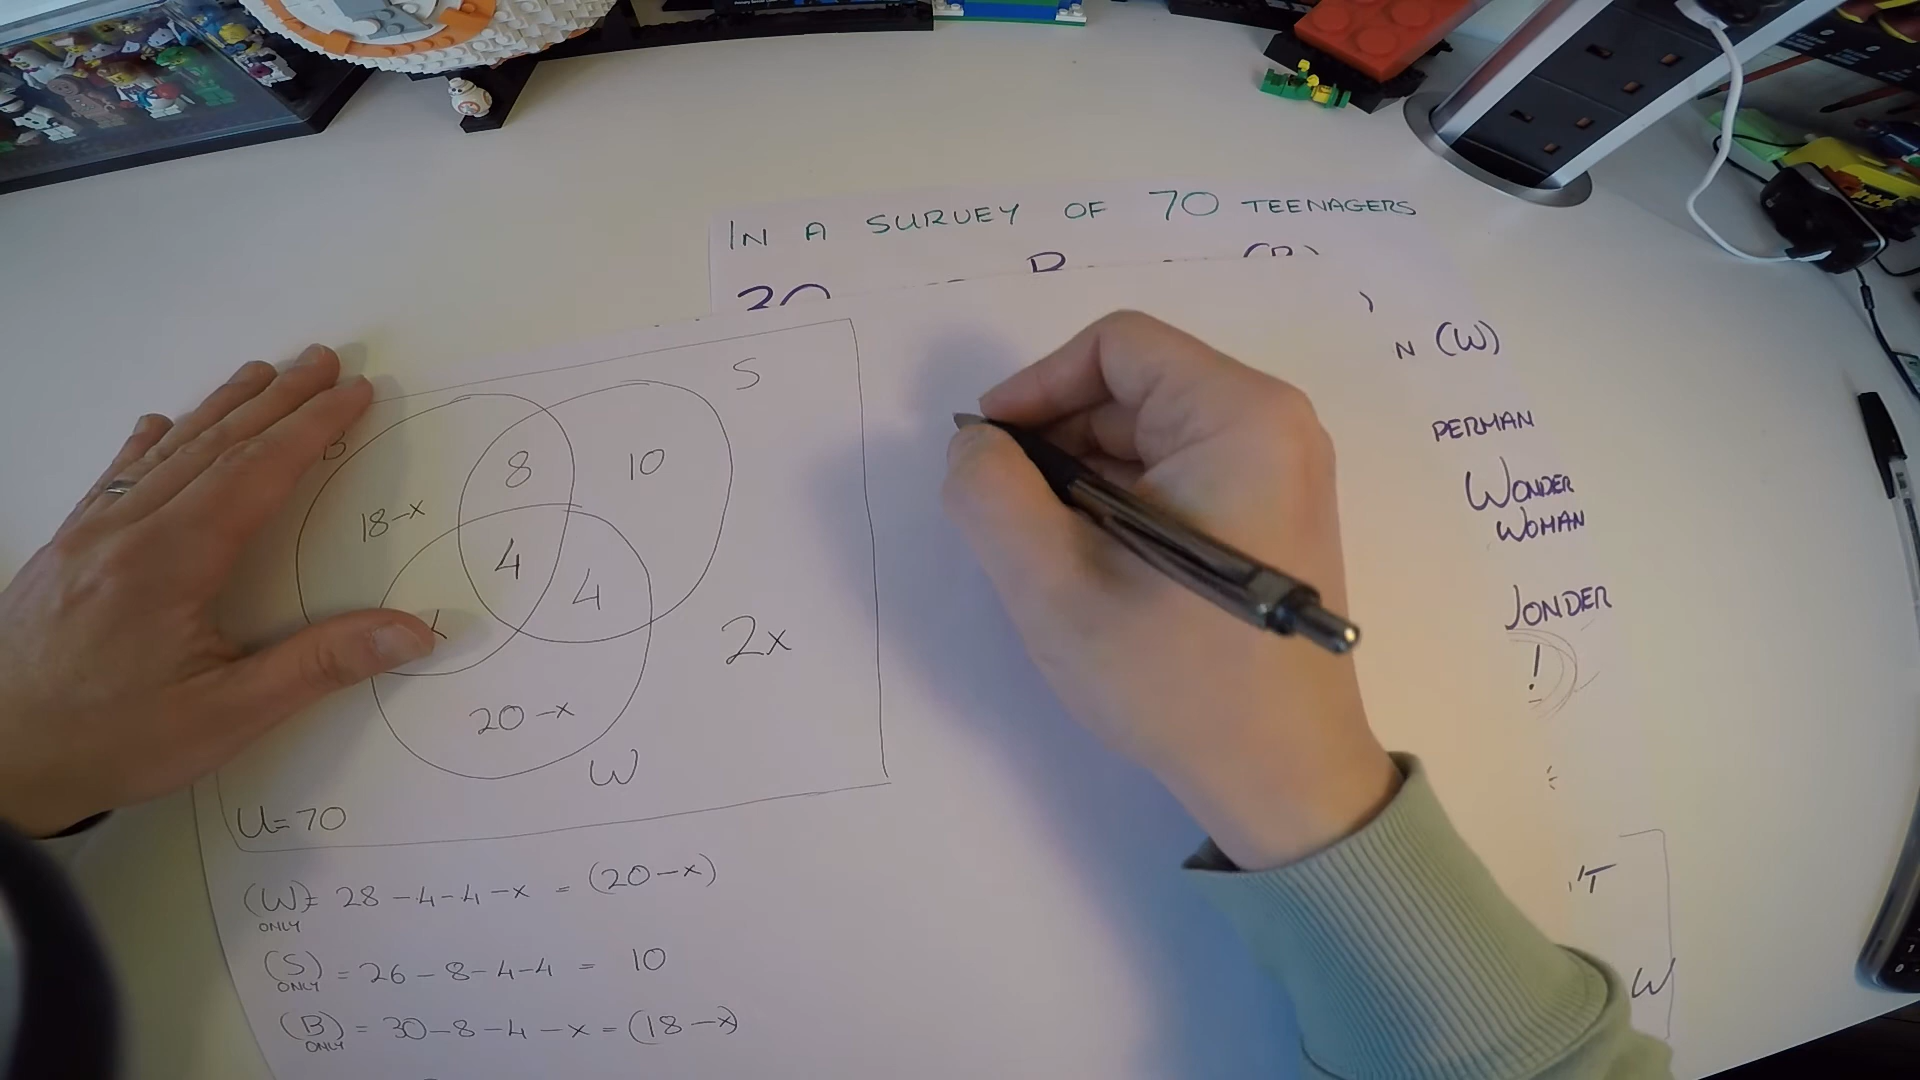 IN A SURVEY OF 70 TEENAGERS
N (W)
S
PERMAN
B
8
10
WONDER
WOMAN
18-x
4
4
JONDER
!
2x
20-x
W
U=70
'T
(W) = 28-4-4-x = (20-x)
ONLY
(S) = 26-8-4-4 = 10
ONLY
W
(B) = 30-8-4-x = (18-x)
ONLY